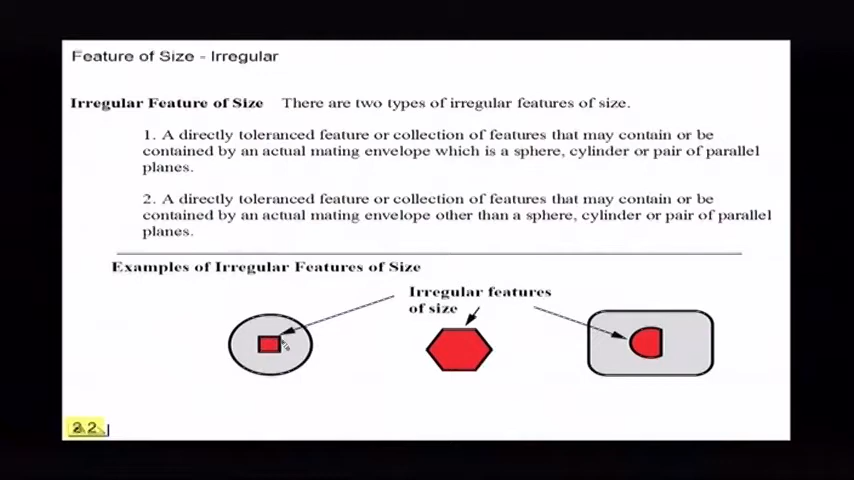 Feature of Size - Irregular
Irregular Feature of Size There are two types of irregular features of size.
1. A directly toleranced feature or collection of features that may contain or be
contained by an actual mating envelope which is a sphere, cylinder or pair of parallel
planes.
2. A directly toleranced feature or collection of features that may contain or be
contained by an actual mating envelope other than a sphere, cylinder or pair of parallel
planes.
Examples of Irregular Features of Size
Irregular features
of size